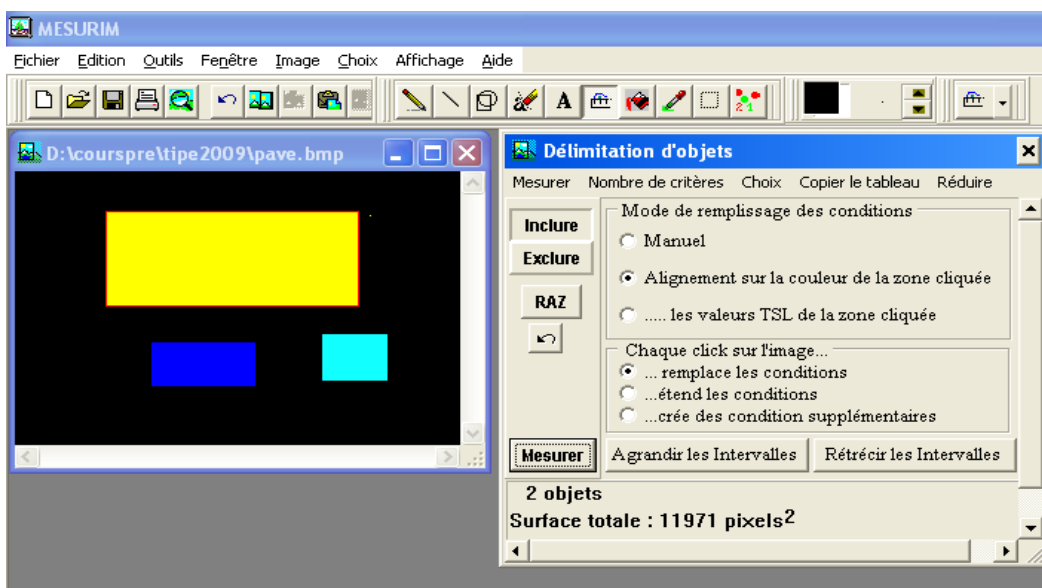 MESURIM
Fichier Edition Outils Fenêtre Image Choix Affichage Aide
A
D:\courspre\tipe2009\pave.bmp
Délimitation d'objets
Mesurer Nombre de critères Choix Copier le tableau Réduire
Inclure
Exclure
RAZ
Mode de remplissage des conditions
Manuel
Alignement sur la couleur de la zone cliquée
..... les valeurs TSL de la zone cliquée
Chaque click sur l'image...
... remplace les conditions
...étend les conditions
...crée des condition supplémentaires
Mesurer Agrandir les Intervalles Rétrécir les Intervalles
2 objets
Surface totale : 11971 pixels2